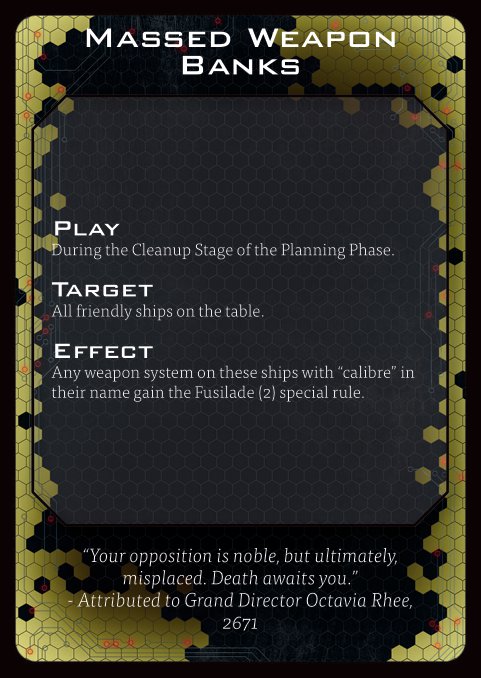 Massed Weapon
Banks
Play
During the Cleanup Stage of the Planning Phase.
Target
All friendly ships on the table.
Effect
Any weapon system on these ships with “calibre” in
their name gain the Fusilade (2) special rule.
“Your opposition is noble, but ultimately,
misplaced. Death awaits you.”
- Attributed to Grand Director Octavia Rhee,
2671